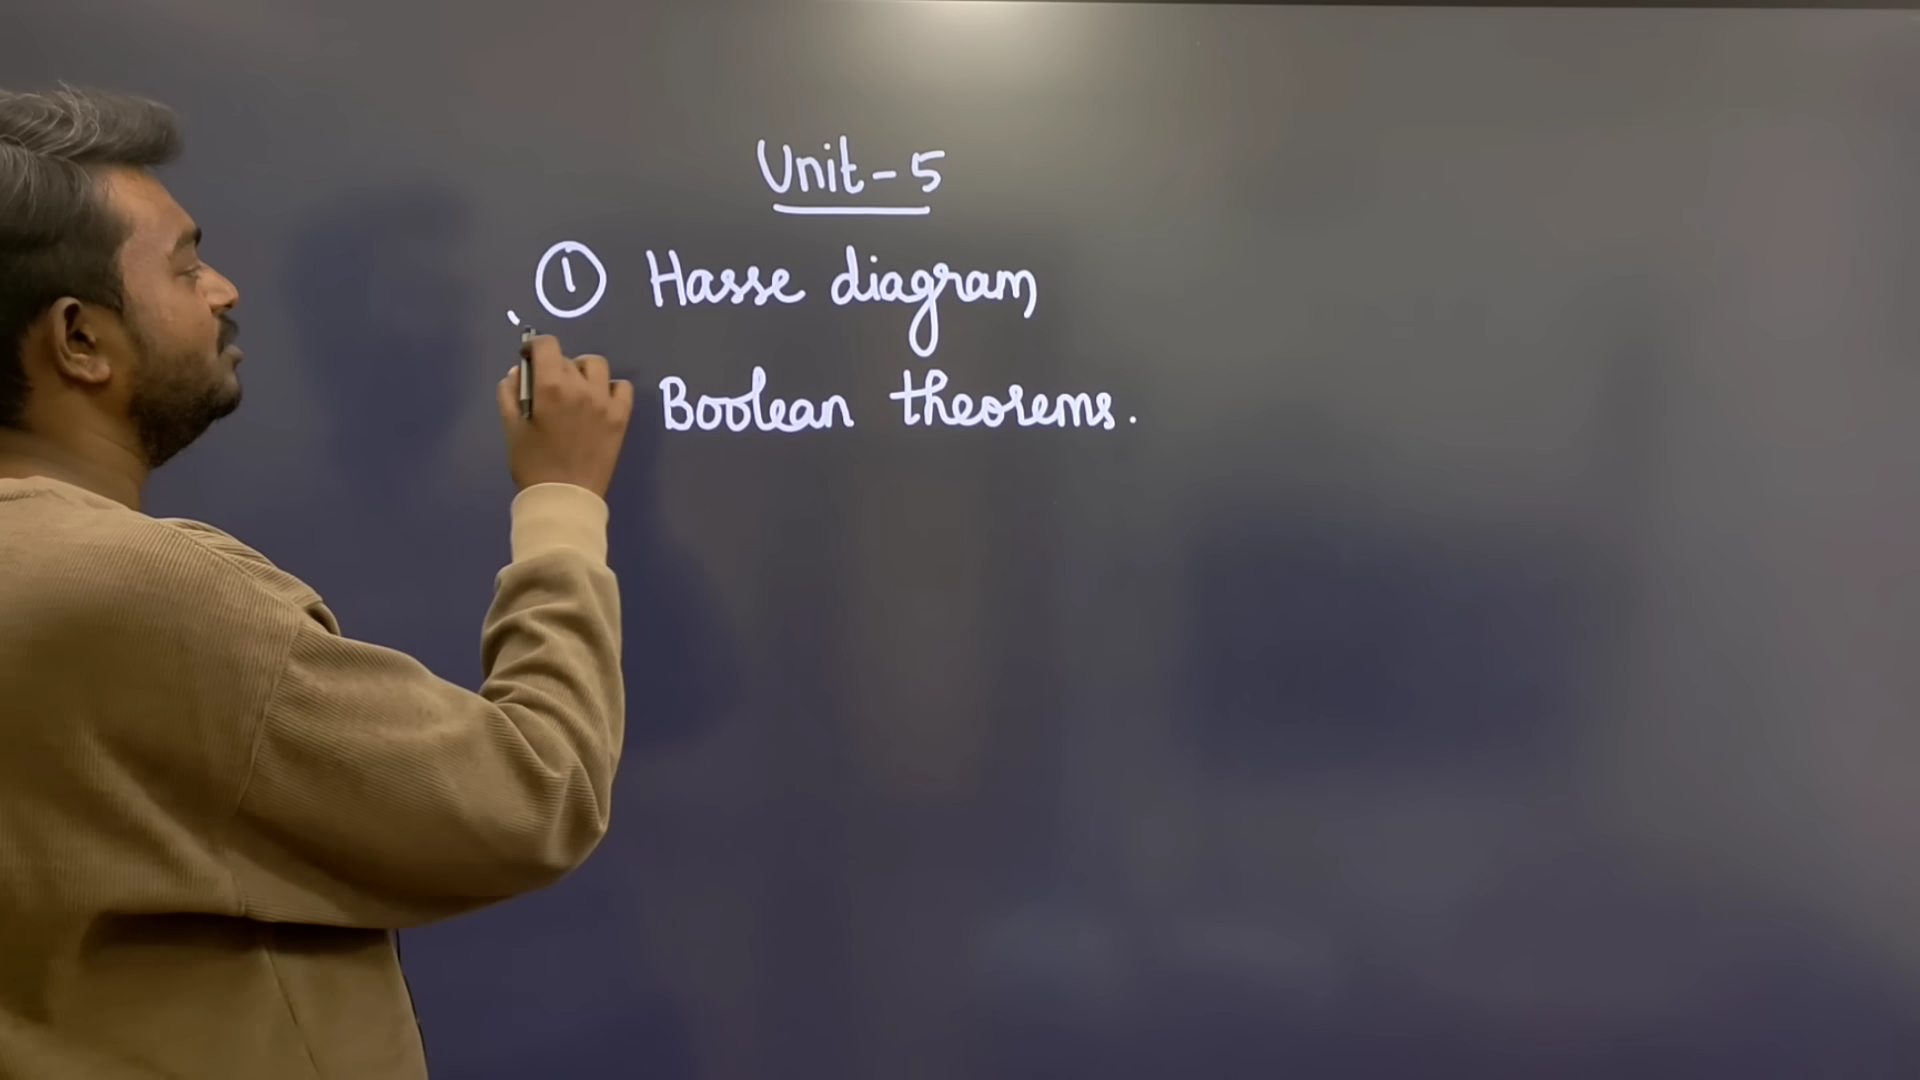 Unit-5
① Hasse diagram,
Boolean theorems.